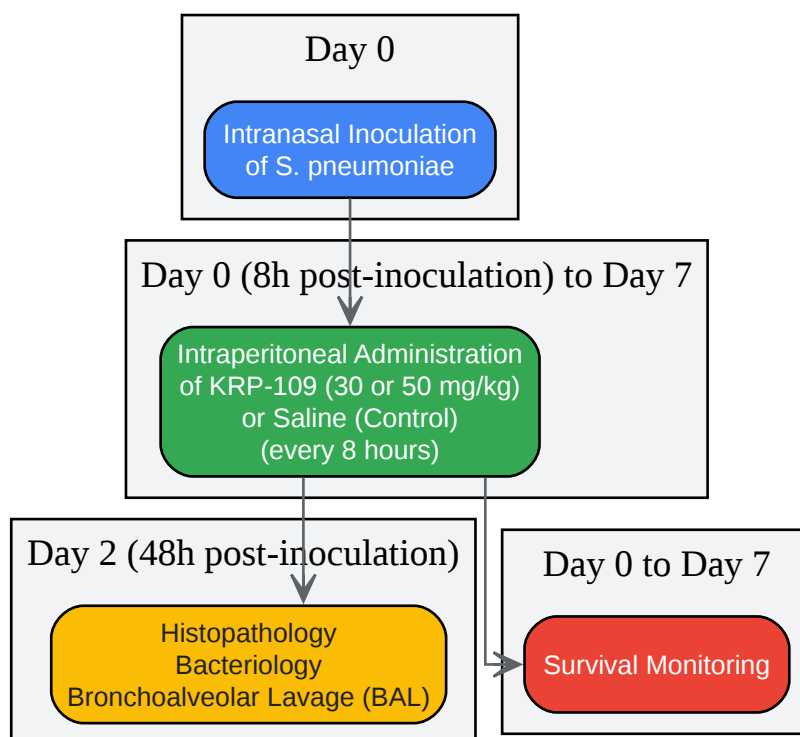 Day 0
Intranasal Inoculation
of S. pneumoniae
Day 0 (8h post-inoculation) to Day 7
Intraperitoneal Administration
of KRP-109 (30 or 50 mg/kg)
or Saline (Control)
(every 8 hours)
Day 2 (48h post-inoculation)
Histopathology
Bacteriology
Bronchoalveolar Lavage (BAL)
Day 0 to Day 7
Survival Monitoring